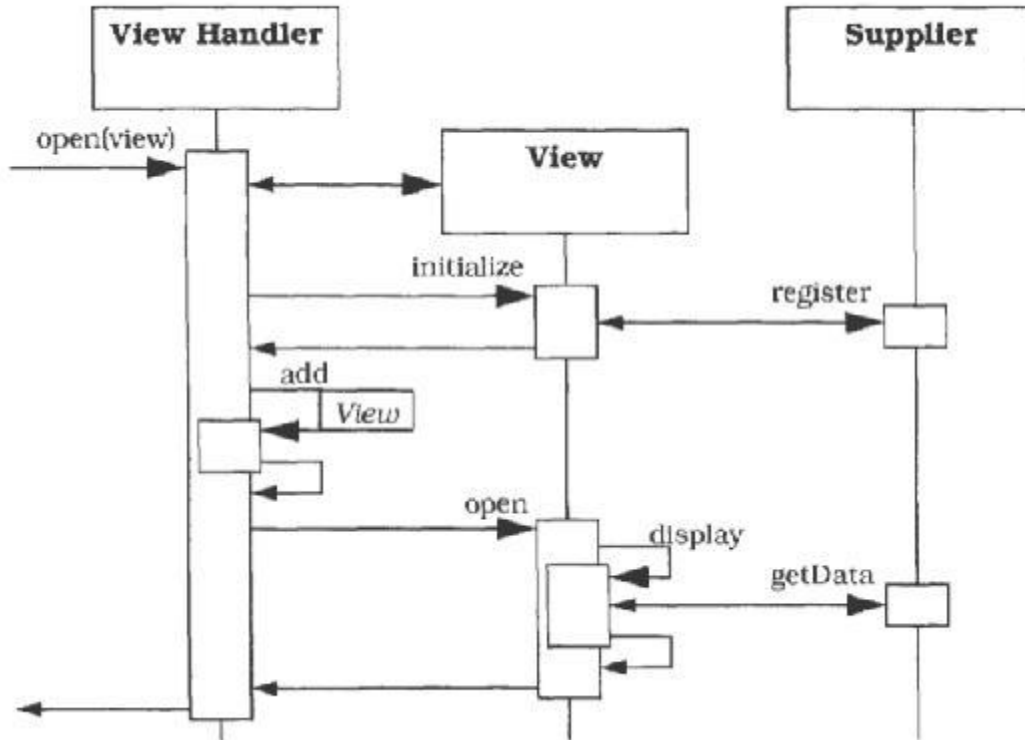 View Handler
Supplier
open(view)
View
initialize
register
add
View
open
display
getData